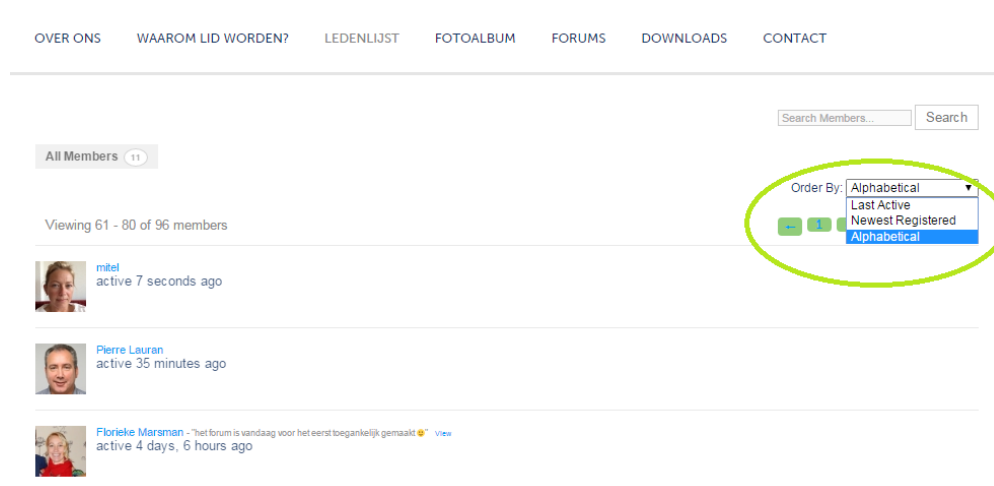 OVER ONS WAAROM LID WORDEN? LEDENLIJST FOTOALBUM FORUMS DOWNLOADS CONTACT
Search Members... Search
All Members 11
Order By: Alphabetical
Last Active
Newest Registered
Alphabetical
Viewing 61 - 80 of 96 members
← 1
mitel
active 7 seconds ago
Pierre Lauran
active 35 minutes ago
Florieke Marsman - "het forum is vandaag voor het eerst toegankelijk gemaakt 🙂" View
active 4 days, 6 hours ago